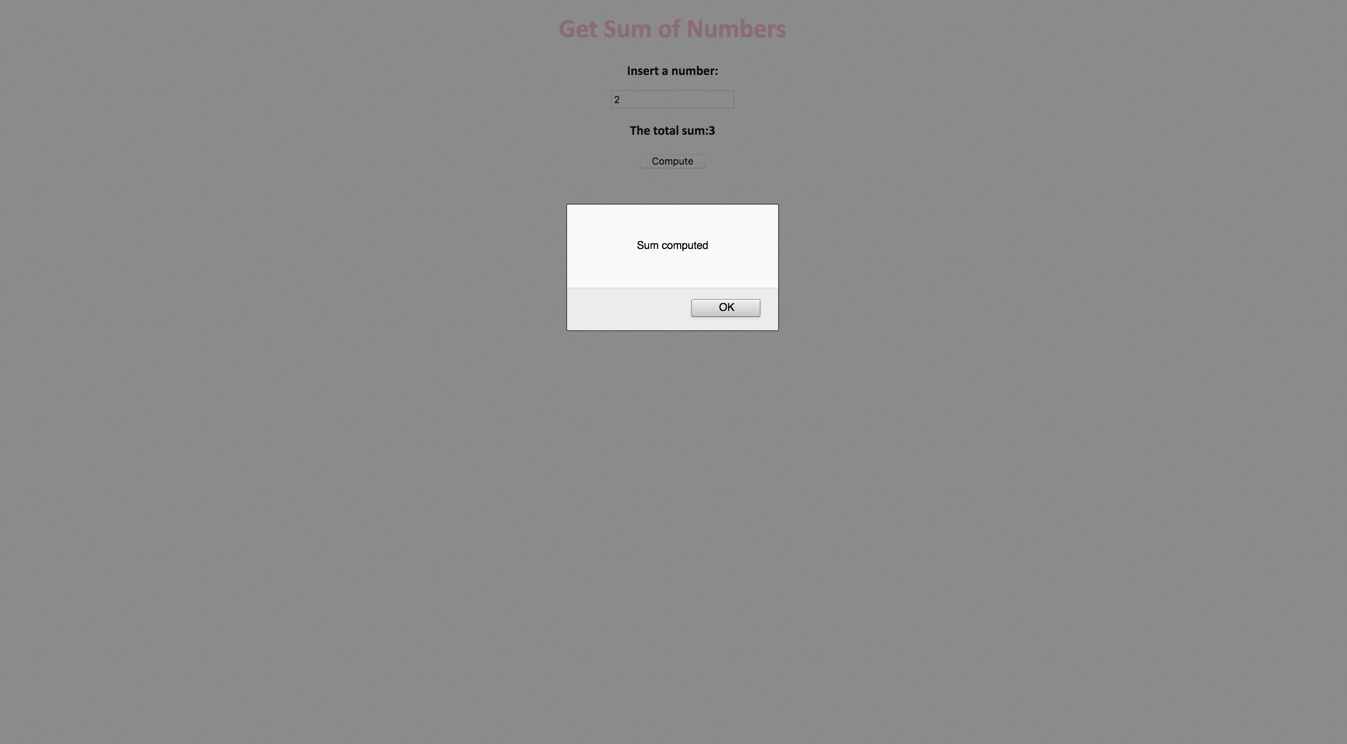 Get Sum of Numbers
Insert a number:
2
The total sum:3
Compute
Sum computed
OK